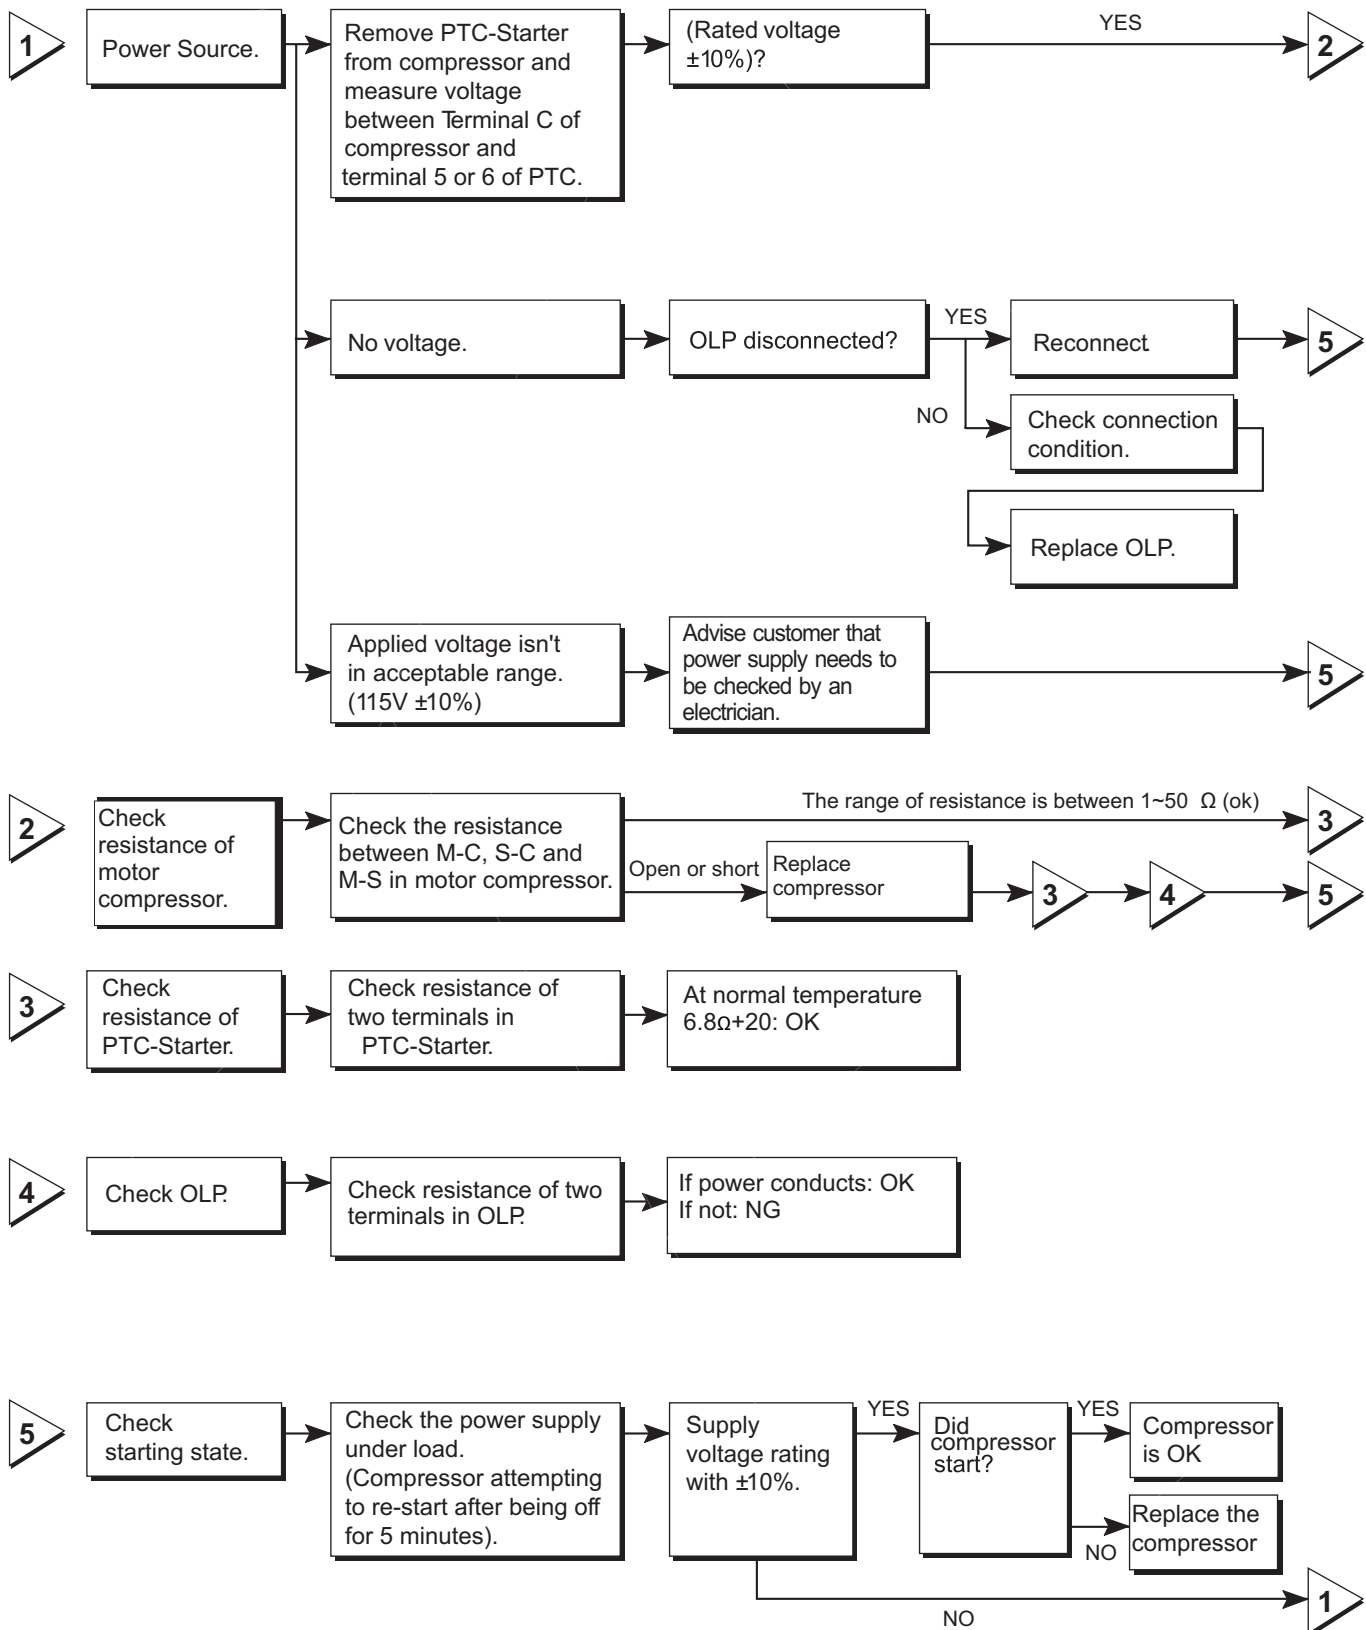 1
Power Source.
Remove PTC-Starter
from compressor and
measure voltage
between Terminal C of
compressor and
terminal 5 or 6 of PTC.
(Rated voltage
±10%)?
YES
2
No voltage.
OLP disconnected?
YES
Reconnect.
5
NO
Check connection
condition.
Replace OLP.
Applied voltage isn't
in acceptable range.
(115V ±10%)
Advise customer that
power supply needs to
be checked by an
electrician.
5
2
Check
resistance of
motor
compressor.
Check the resistance
between M-C, S-C and
M-S in motor compressor.
The range of resistance is between 1~50 Ω (ok)
3
Open or short
Replace
compressor
3
4
5
3
Check
resistance of
PTC-Starter.
Check resistance of
two terminals in
PTC-Starter.
At normal temperature
6.8Ω+20: OK
4
Check OLP.
Check resistance of two
terminals in OLP.
If power conducts: OK
If not: NG
5
Check
starting state.
Check the power supply
under load.
(Compressor attempting
to re-start after being off
for 5 minutes).
Supply
voltage rating
with ±10%.
YES
Did
compressor
start?
YES
Compressor
is OK
NO
Replace the
compressor
NO
1